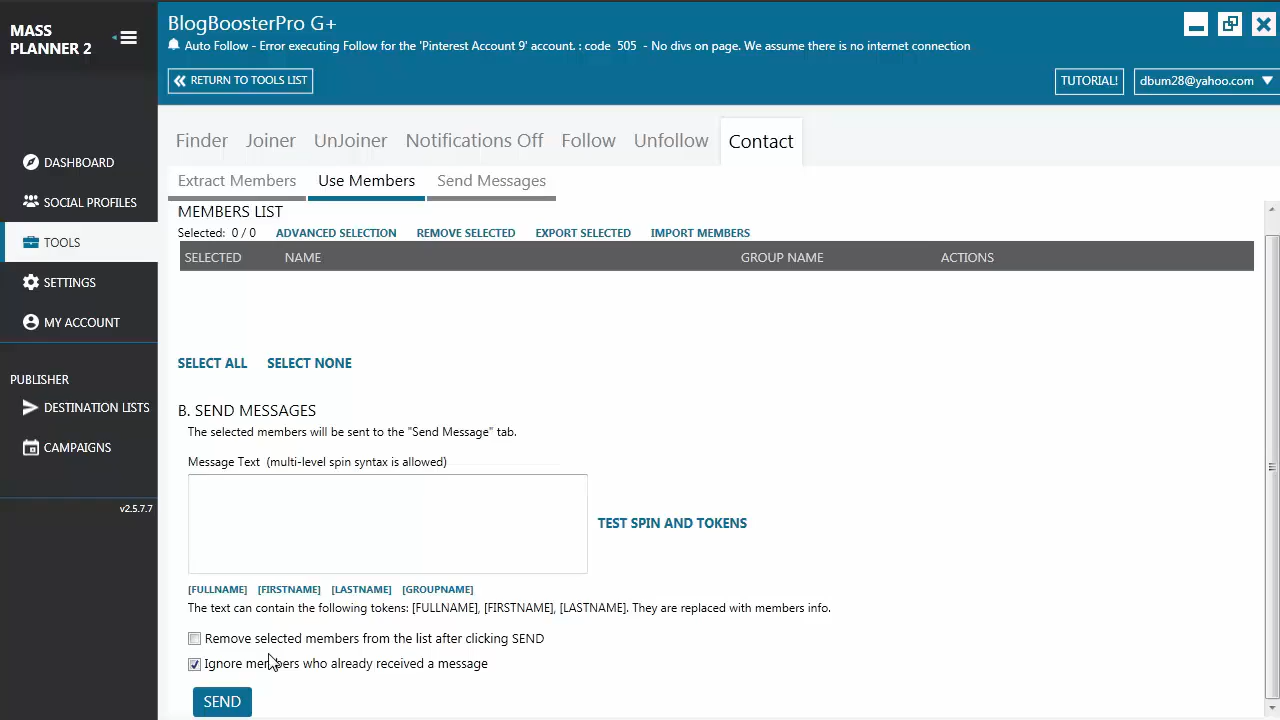 MASS
PLANNER 2
BlogBoosterPro G+
Auto Follow - Error executing Follow for the 'Pinterest Account 9' account. : code 505 - No divs on page. We assume there is no internet connection
RETURN TO TOOLS LIST
TUTORIAL!
dbum28@yahoo.com
Finder
Joiner
UnJoiner
Notifications Off
Follow
Unfollow
Contact
Extract Members
Use Members
Send Messages
DASHBOARD
SOCIAL PROFILES
TOOLS
SETTINGS
MY ACCOUNT
PUBLISHER
DESTINATION LISTS
CAMPAIGNS
v2.5.7.7
MEMBERS LIST
Selected: 0 / 0
ADVANCED SELECTION
REMOVE SELECTED
EXPORT SELECTED
IMPORT MEMBERS
SELECTED
NAME
GROUP NAME
ACTIONS
SELECT ALL
SELECT NONE
B. SEND MESSAGES
The selected members will be sent to the "Send Message" tab.
Message Text (multi-level spin syntax is allowed)
TEST SPIN AND TOKENS
[FULLNAME] [FIRSTNAME] [LASTNAME] [GROUPNAME]
The text can contain the following tokens: [FULLNAME], [FIRSTNAME], [LASTNAME]. They are replaced with members info.
Remove selected members from the list after clicking SEND
Ignore members who already received a message
SEND